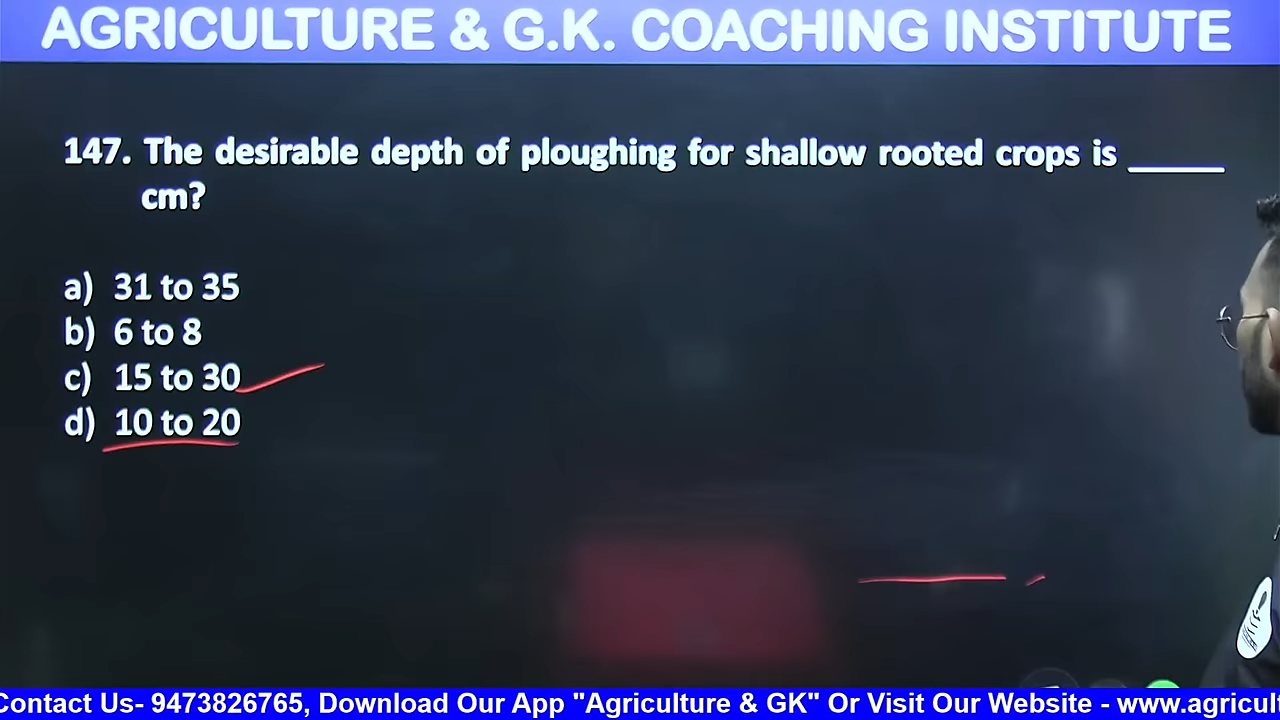 AGRICULTURE & G.K. COACHING INSTITUTE
147. The desirable depth of ploughing for shallow rooted crops is ______
cm?
a) 31 to 35
b) 6 to 8
c) 15 to 30
d) 10 to 20
Contact Us- 9473826765, Download Our App "Agriculture & GK" Or Visit Our Website - www.agricul